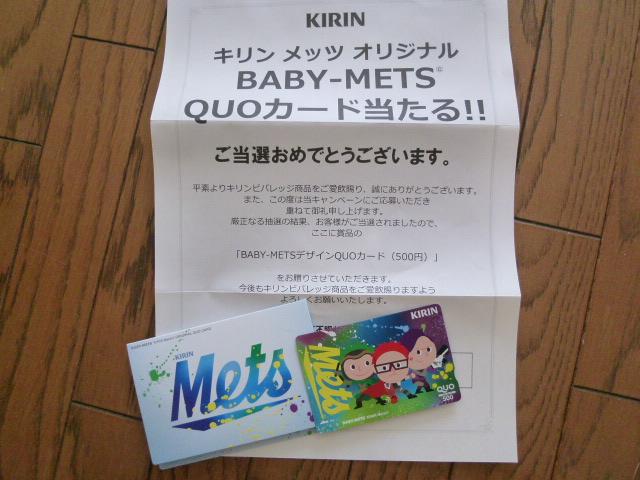 KIRIN
キリン メッツ オリジナル
BABY-METS©
QUOカード当たる!!
ご当選おめでとうございます。
平素よりキリンビバレッジ商品をご愛飲賜り、誠にありがとうございます。
また、この度は当キャンペーンにご応募いただき
重ねて御礼申し上げます。
厳正なる抽選の結果、お客様がご当選されましたので、
ここに賞品の
「BABY-METSデザインQUOカード（500円）」
をお贈りさせていただきます。
今後もキリンビバレッジ商品をご愛飲賜りますよう
よろしくお願いいたします。
KIRIN
Mets
KIRIN
Mets
QUO
500